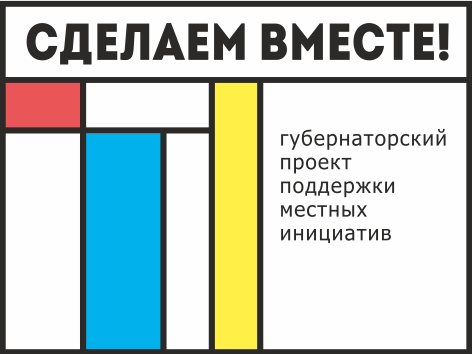 СДЕЛАЕМ ВМЕСТЕ!
губернаторский
проект
поддержки
местных
инициатив